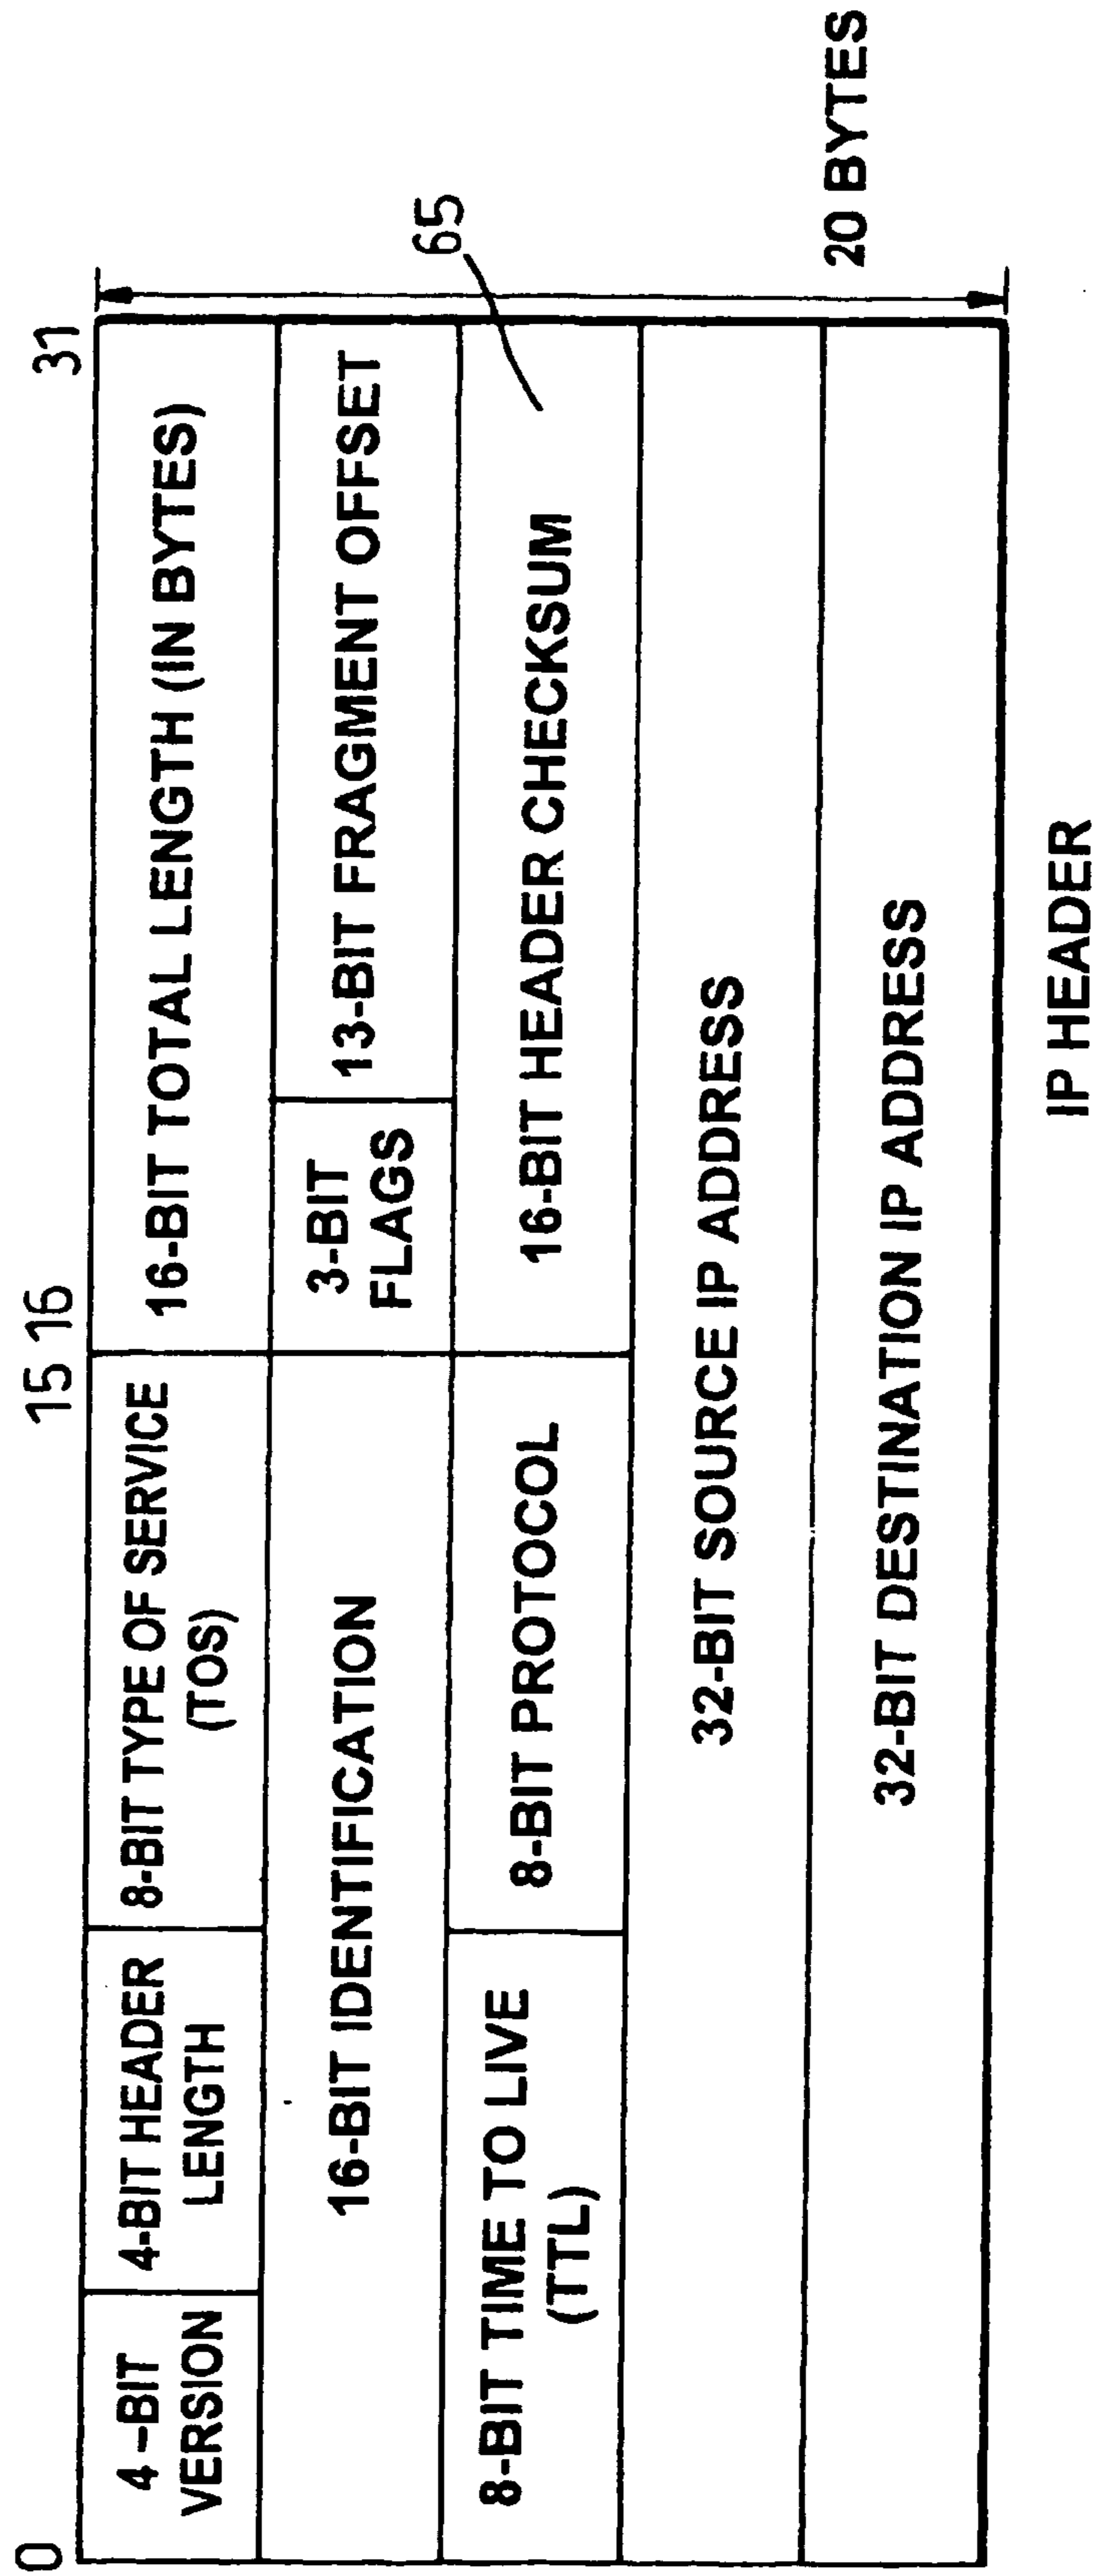 0
15 16
31
4-BIT
VERSION
4-BIT HEADER
LENGTH
8-BIT TYPE OF SERVICE
(TOS)
16-BIT TOTAL LENGTH (IN BYTES)
16-BIT IDENTIFICATION
3-BIT
FLAGS
13-BIT FRAGMENT OFFSET
8-BIT TIME TO LIVE
(TTL)
8-BIT PROTOCOL
16-BIT HEADER CHECKSUM
65
32-BIT SOURCE IP ADDRESS
32-BIT DESTINATION IP ADDRESS
20 BYTES
IP HEADER